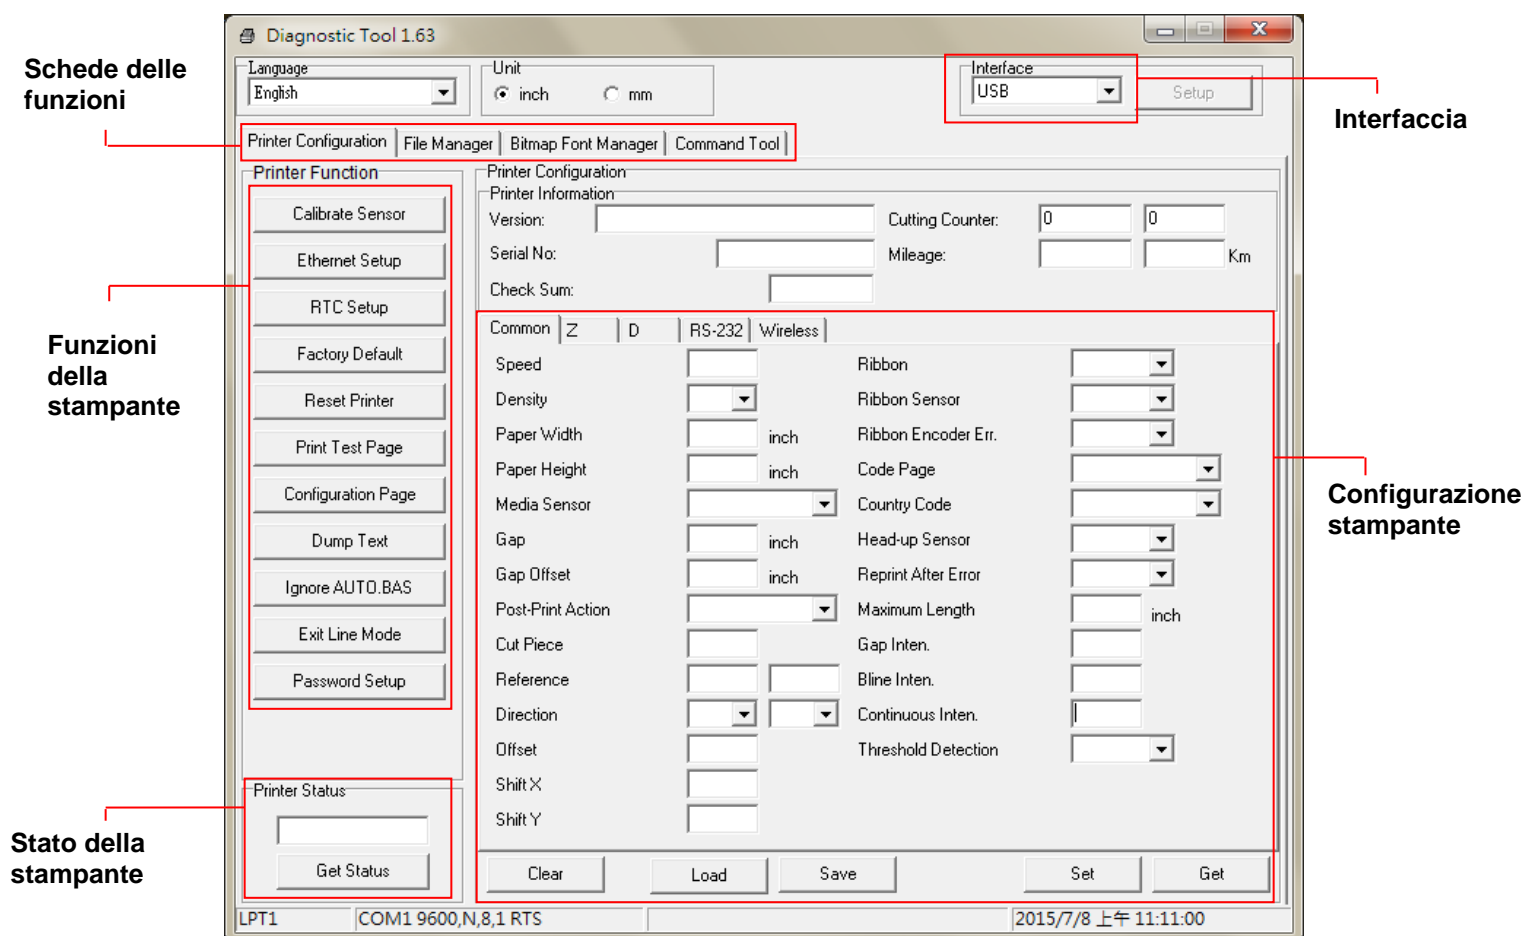 Diagnostic Tool 1.63
Schede delle
funzioni
Language
English
Unit
inch
mm
Interface
USB
Setup
Interfaccia
Printer Configuration
File Manager
Bitmap Font Manager
Command Tool
Printer Function
Calibrate Sensor
Ethernet Setup
RTC Setup
Factory Default
Reset Printer
Print Test Page
Configuration Page
Dump Text
Ignore AUTO.BAS
Exit Line Mode
Password Setup
Funzioni
della
stampante
Printer Configuration
Printer Information
Version:
Cutting Counter: 0 0
Serial No:
Mileage: Km
Check Sum:
Common Z D RS-232 Wireless
Speed
Density
Paper Width inch
Paper Height inch
Media Sensor
Gap inch
Gap Offset inch
Post-Print Action
Cut Piece
Reference
Direction
Offset
Shift X
Shift Y
Ribbon
Ribbon Sensor
Ribbon Encoder Err.
Code Page
Country Code
Head-up Sensor
Reprint After Error
Maximum Length inch
Gap Inten.
Bline Inten.
Continuous Inten.
Threshold Detection
Configurazione
stampante
Printer Status
Get Status
Stato della
stampante
Clear
Load
Save
Set
Get
LPT1
COM1 9600,N,8,1 RTS
2015/7/8 上午 11:11:00